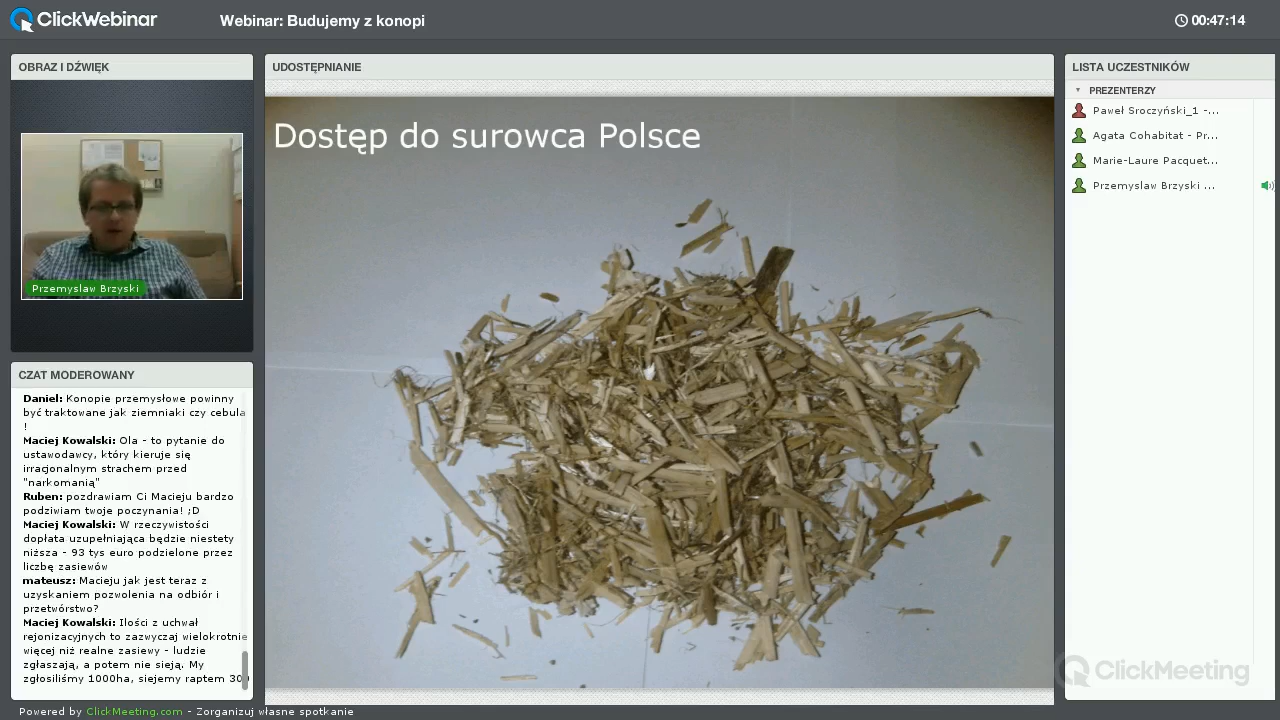 ClickWebinar
Webinar: Budujemy z konopi
00:47:14
OBRAZ I DŹWIĘK
Przemyslaw Brzyski
CZAT MODEROWANY
Daniel: Konopie przemysłowe powinny
być traktowane jak ziemniaki czy cebula
!
Maciej Kowalski: Ola - to pytanie do
ustawodawcy, który kieruje się
irracjonalnym strachem przed
"narkomanią"
Ruben: pozdrawiam Ci Macieju bardzo
podziwiam twoje poczynania! ;D
Maciej Kowalski: W rzeczywistości
dopłata uzupełniająca będzie niestety
niższa - 93 tys euro podzielone przez
liczbę zasiewów
mateusz: Macieju jak jest teraz z
uzyskaniem pozwolenia na odbiór i
przetwórstwo?
Maciej Kowalski: Ilości z uchwał
rejonizacyjnych to zazwyczaj wielokrotnie
więcej niż realne zasiewy - ludzie
zgłaszają, a potem nie sieją. My
zgłosiliśmy 1000ha, siejemy raptem 300
UDOSTĘPNIANIE
Dostęp do surowca Polsce
LISTA UCZESTNIKÓW
PREZENTERZY
Paweł Sroczyński_1 -...
Agata Cohabitat - Pr...
Marie-Laure Pacquet...
Przemyslaw Brzyski ...
ClickMeeting
Powered by ClickMeeting.com - Zorganizuj własne spotkanie